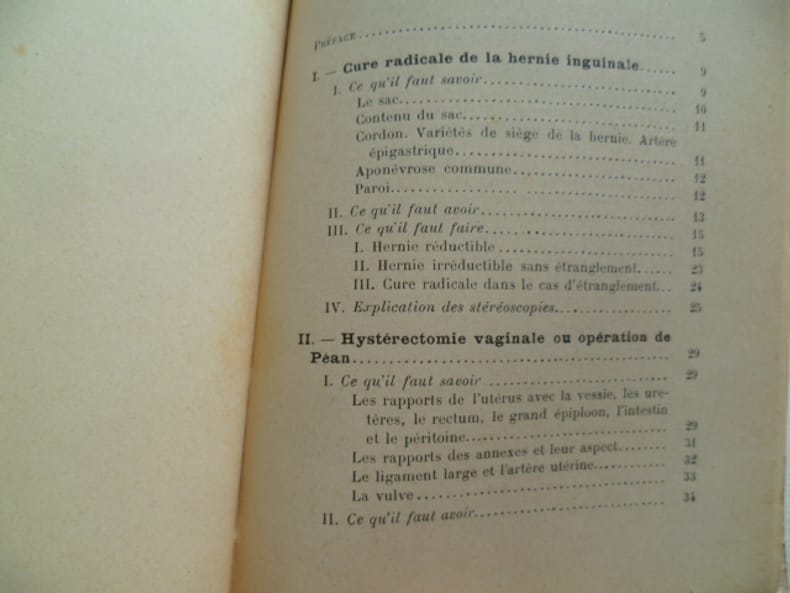 PRÉFACE 5
I. — Cure radicale de la hernie inguinale 9
I. Ce qu'il faut savoir 9
Le sac 10
Contenu du sac 11
Cordon. Variétés de siège de la hernie. Artère
épigastrique 11
Aponévrose commune 12
Paroi 12
II. Ce qu'il faut avoir 13
III. Ce qu'il faut faire 15
I. Hernie réductible 15
II. Hernie irréductible sans étranglement 23
III. Cure radicale dans le cas d'étranglement 24
IV. Explication des stéréoscopies 25
II. — Hystérectomie vaginale ou opération de
Péan 29
I. Ce qu'il faut savoir 29
Les rapports de l'utérus avec la vessie, les ure-
tères, le rectum, le grand épiploon, l'intestin
et le péritoine 29
Les rapports des annexes et leur aspect 31
Le ligament large et l'artère utérine 32
La vulve 33
II. Ce qu'il faut avoir 34